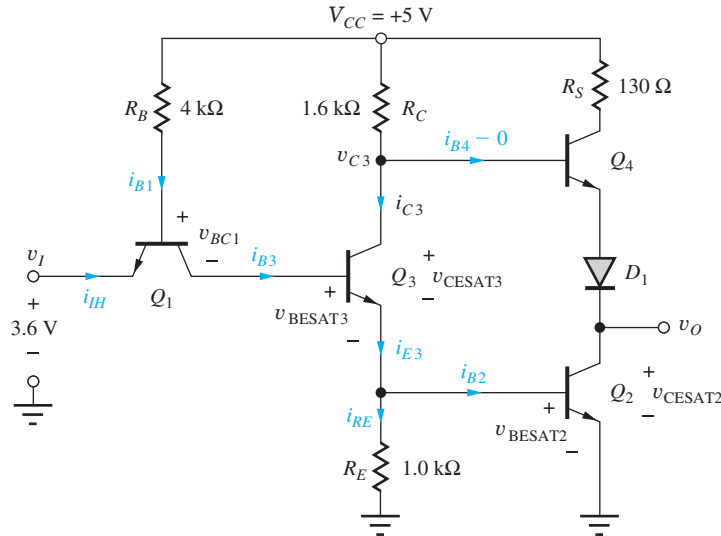 V_CC = +5 V
R_B 4 kΩ
1.6 kΩ R_C
R_S 130 Ω
v_C3
i_B4 − 0
Q_4
i_B1
i_C3
+ v_BC1 −
v_I
i_IH
Q_1
i_B3
Q_3
+ v_CESAT3 −
D_1
+ 3.6 V −
+ v_BESAT3 −
v_O
i_E3
i_B2
Q_2
+ v_CESAT2 −
i_RE
+ v_BESAT2 −
R_E 1.0 kΩ